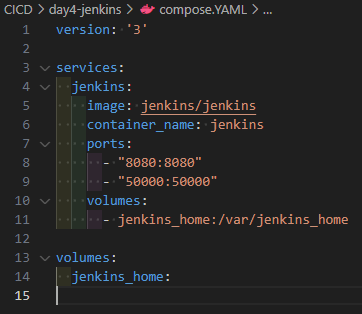 CICD > day4-jenkins > compose.YAML > ...
1 version: '3'
2
3 services:
4   jenkins:
5     image: jenkins/jenkins
6     container_name: jenkins
7     ports:
8       - "8080:8080"
9       - "50000:50000"
10     volumes:
11       - jenkins_home:/var/jenkins_home
12
13 volumes:
14   jenkins_home:
15